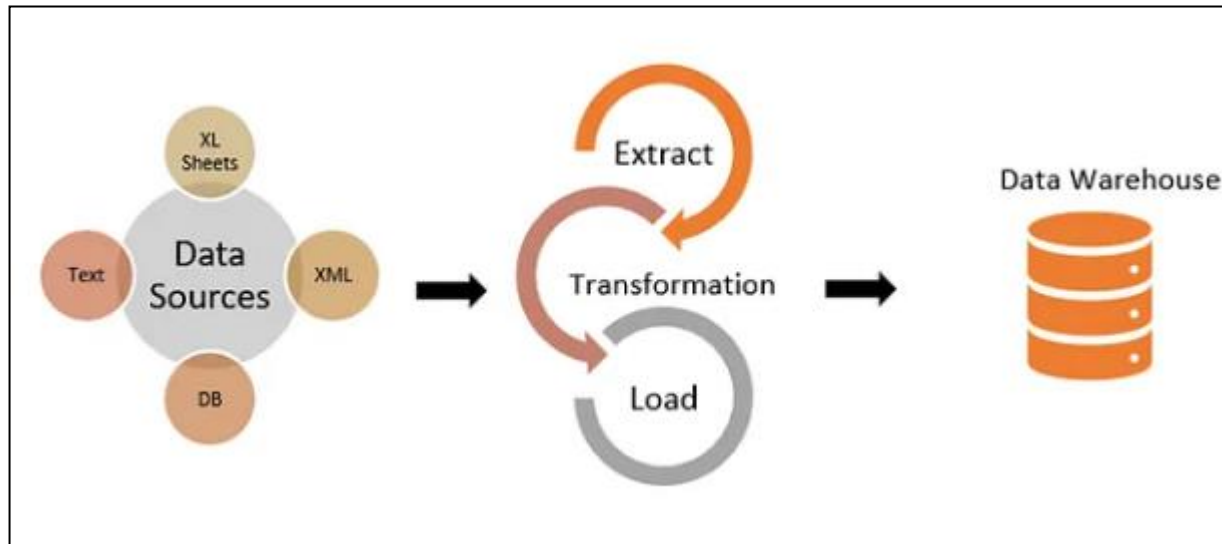 XL
Sheets
Data
Sources
Text
XML
DB
Extract
Transformation
Load
Data Warehouse